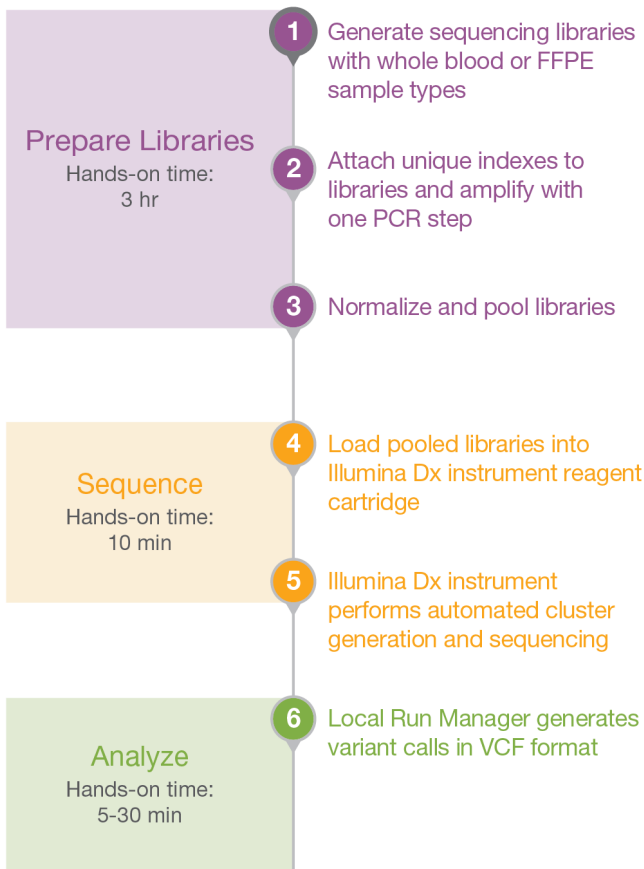 1
Generate sequencing libraries
with whole blood or FFPE
sample types
Prepare Libraries
Hands-on time:
3 hr
2
Attach unique indexes to
libraries and amplify with
one PCR step
3
Normalize and pool libraries
4
Load pooled libraries into
Illumina Dx instrument reagent
cartridge
Sequence
Hands-on time:
10 min
5
Illumina Dx instrument
performs automated cluster
generation and sequencing
6
Local Run Manager generates
variant calls in VCF format
Analyze
Hands-on time:
5-30 min